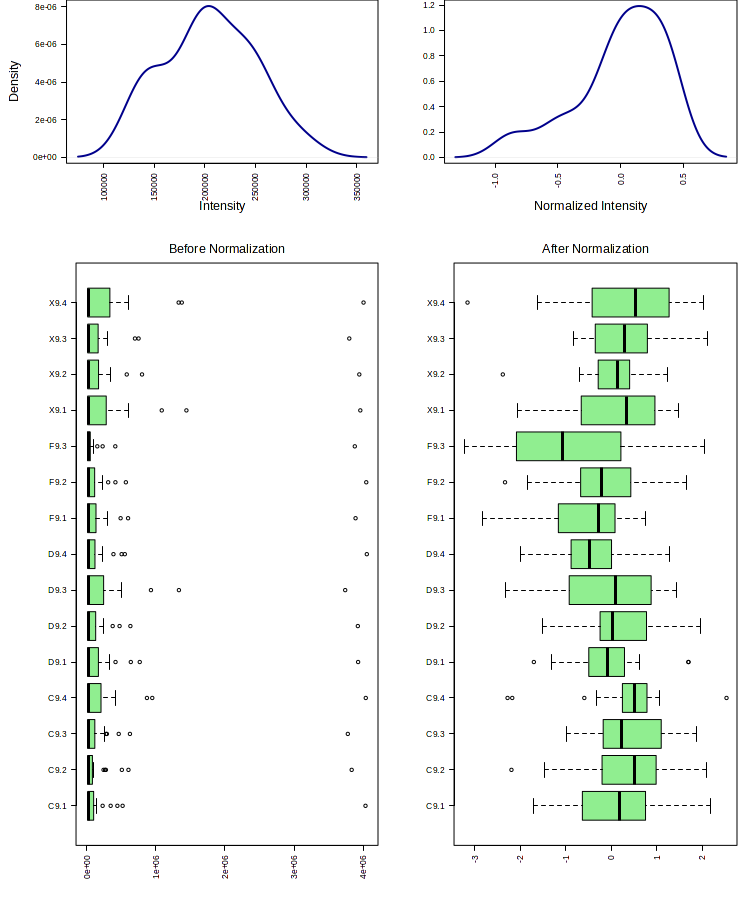 8e-06
6e-06
4e-06
2e-06
0e+00
Density
100000
150000
200000
250000
300000
350000
Intensity
1.2
1.0
0.8
0.6
0.4
0.2
0.0
-1.0
-0.5
0.0
0.5
Normalized Intensity
Before Normalization
X9.4
X9.3
X9.2
X9.1
F9.3
F9.2
F9.1
D9.4
D9.3
D9.2
D9.1
C9.4
C9.3
C9.2
C9.1
0e+00
1e+06
2e+06
3e+06
4e+06
After Normalization
X9.4
X9.3
X9.2
X9.1
F9.3
F9.2
F9.1
D9.4
D9.3
D9.2
D9.1
C9.4
C9.3
C9.2
C9.1
-3
-2
-1
0
1
2